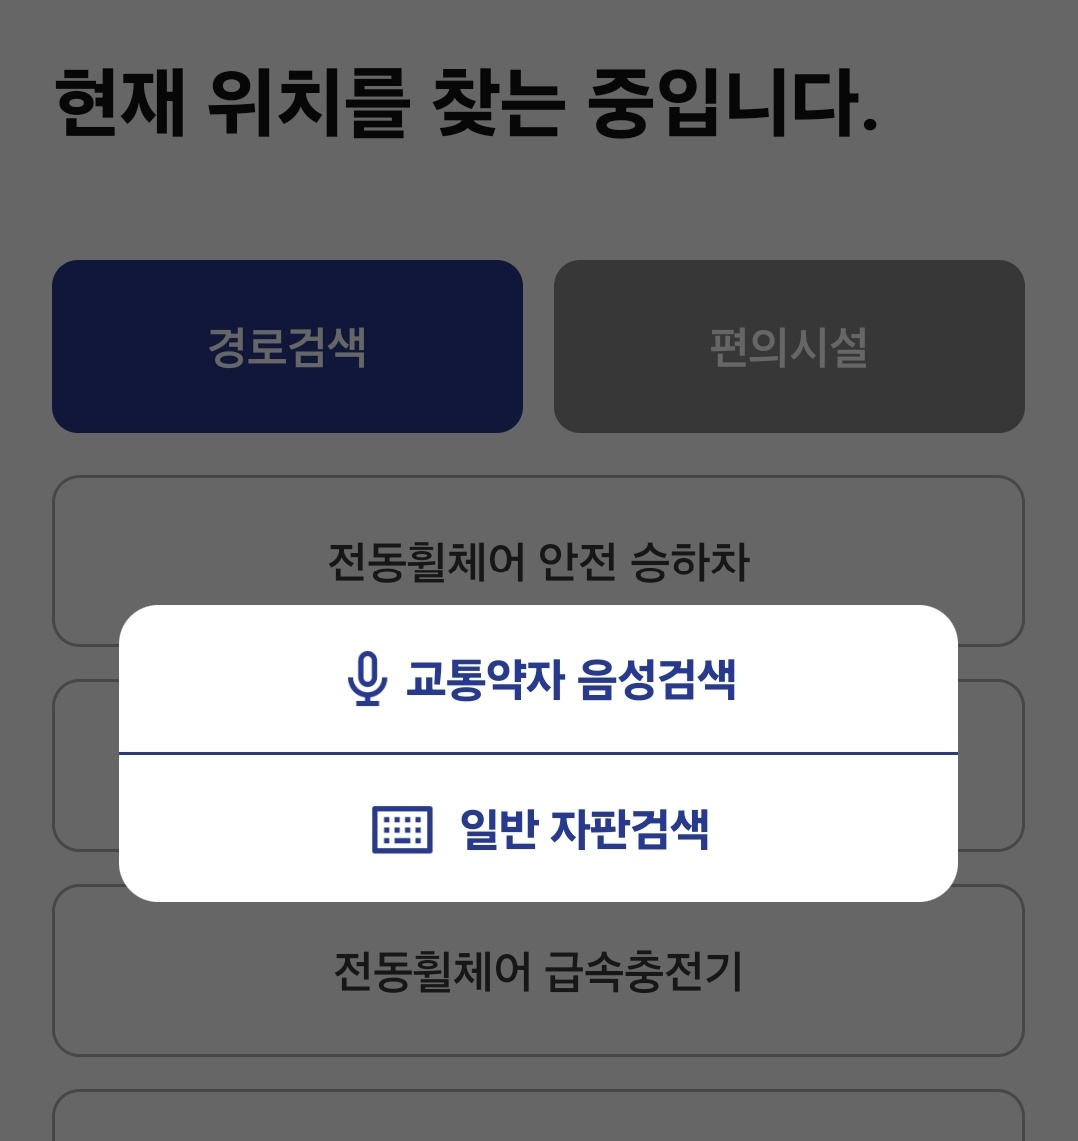 현재 위치를 찾는 중입니다.
경로검색
편의시설
전동휠체어 안전 승하차
교통약자 음성검색
일반 자판검색
전동휠체어 급속충전기